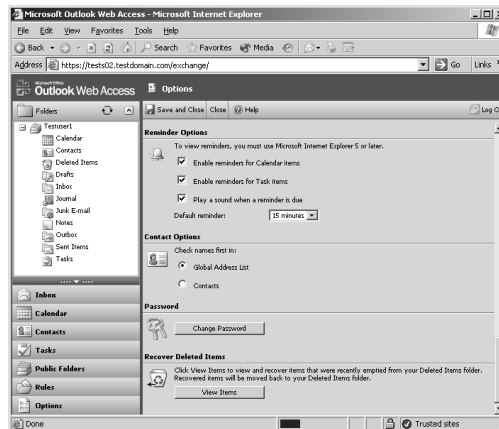 Microsoft Outlook Web Access - Microsoft Internet Explorer
File Edit View Favorites Tools Help
Back Search Favorites Media
Address https://tests02.testdomain.com/exchange/ Go Links
Microsoft Office
Outlook Web Access
Options
Folders
Save and Close Close Help Log O
Testuser1
Calendar
Contacts
Deleted Items
Drafts
Inbox
Journal
Junk E-mail
Notes
Outbox
Sent Items
Tasks
Inbox
Calendar
Contacts
Tasks
Public Folders
Rules
Options
Reminder Options
To view reminders, you must use Microsoft Internet Explorer 5 or later.
Enable reminders for Calendar items
Enable reminders for Task items
Play a sound when a reminder is due
Default reminder: 15 minutes
Contact Options
Check names first in:
Global Address List
Contacts
Password
Change Password
Recover Deleted Items
Click View Items to view and recover items that were recently emptied from your Deleted Items folder.
Recovered items will be moved back to your Deleted Items folder.
View Items
Done Trusted sites